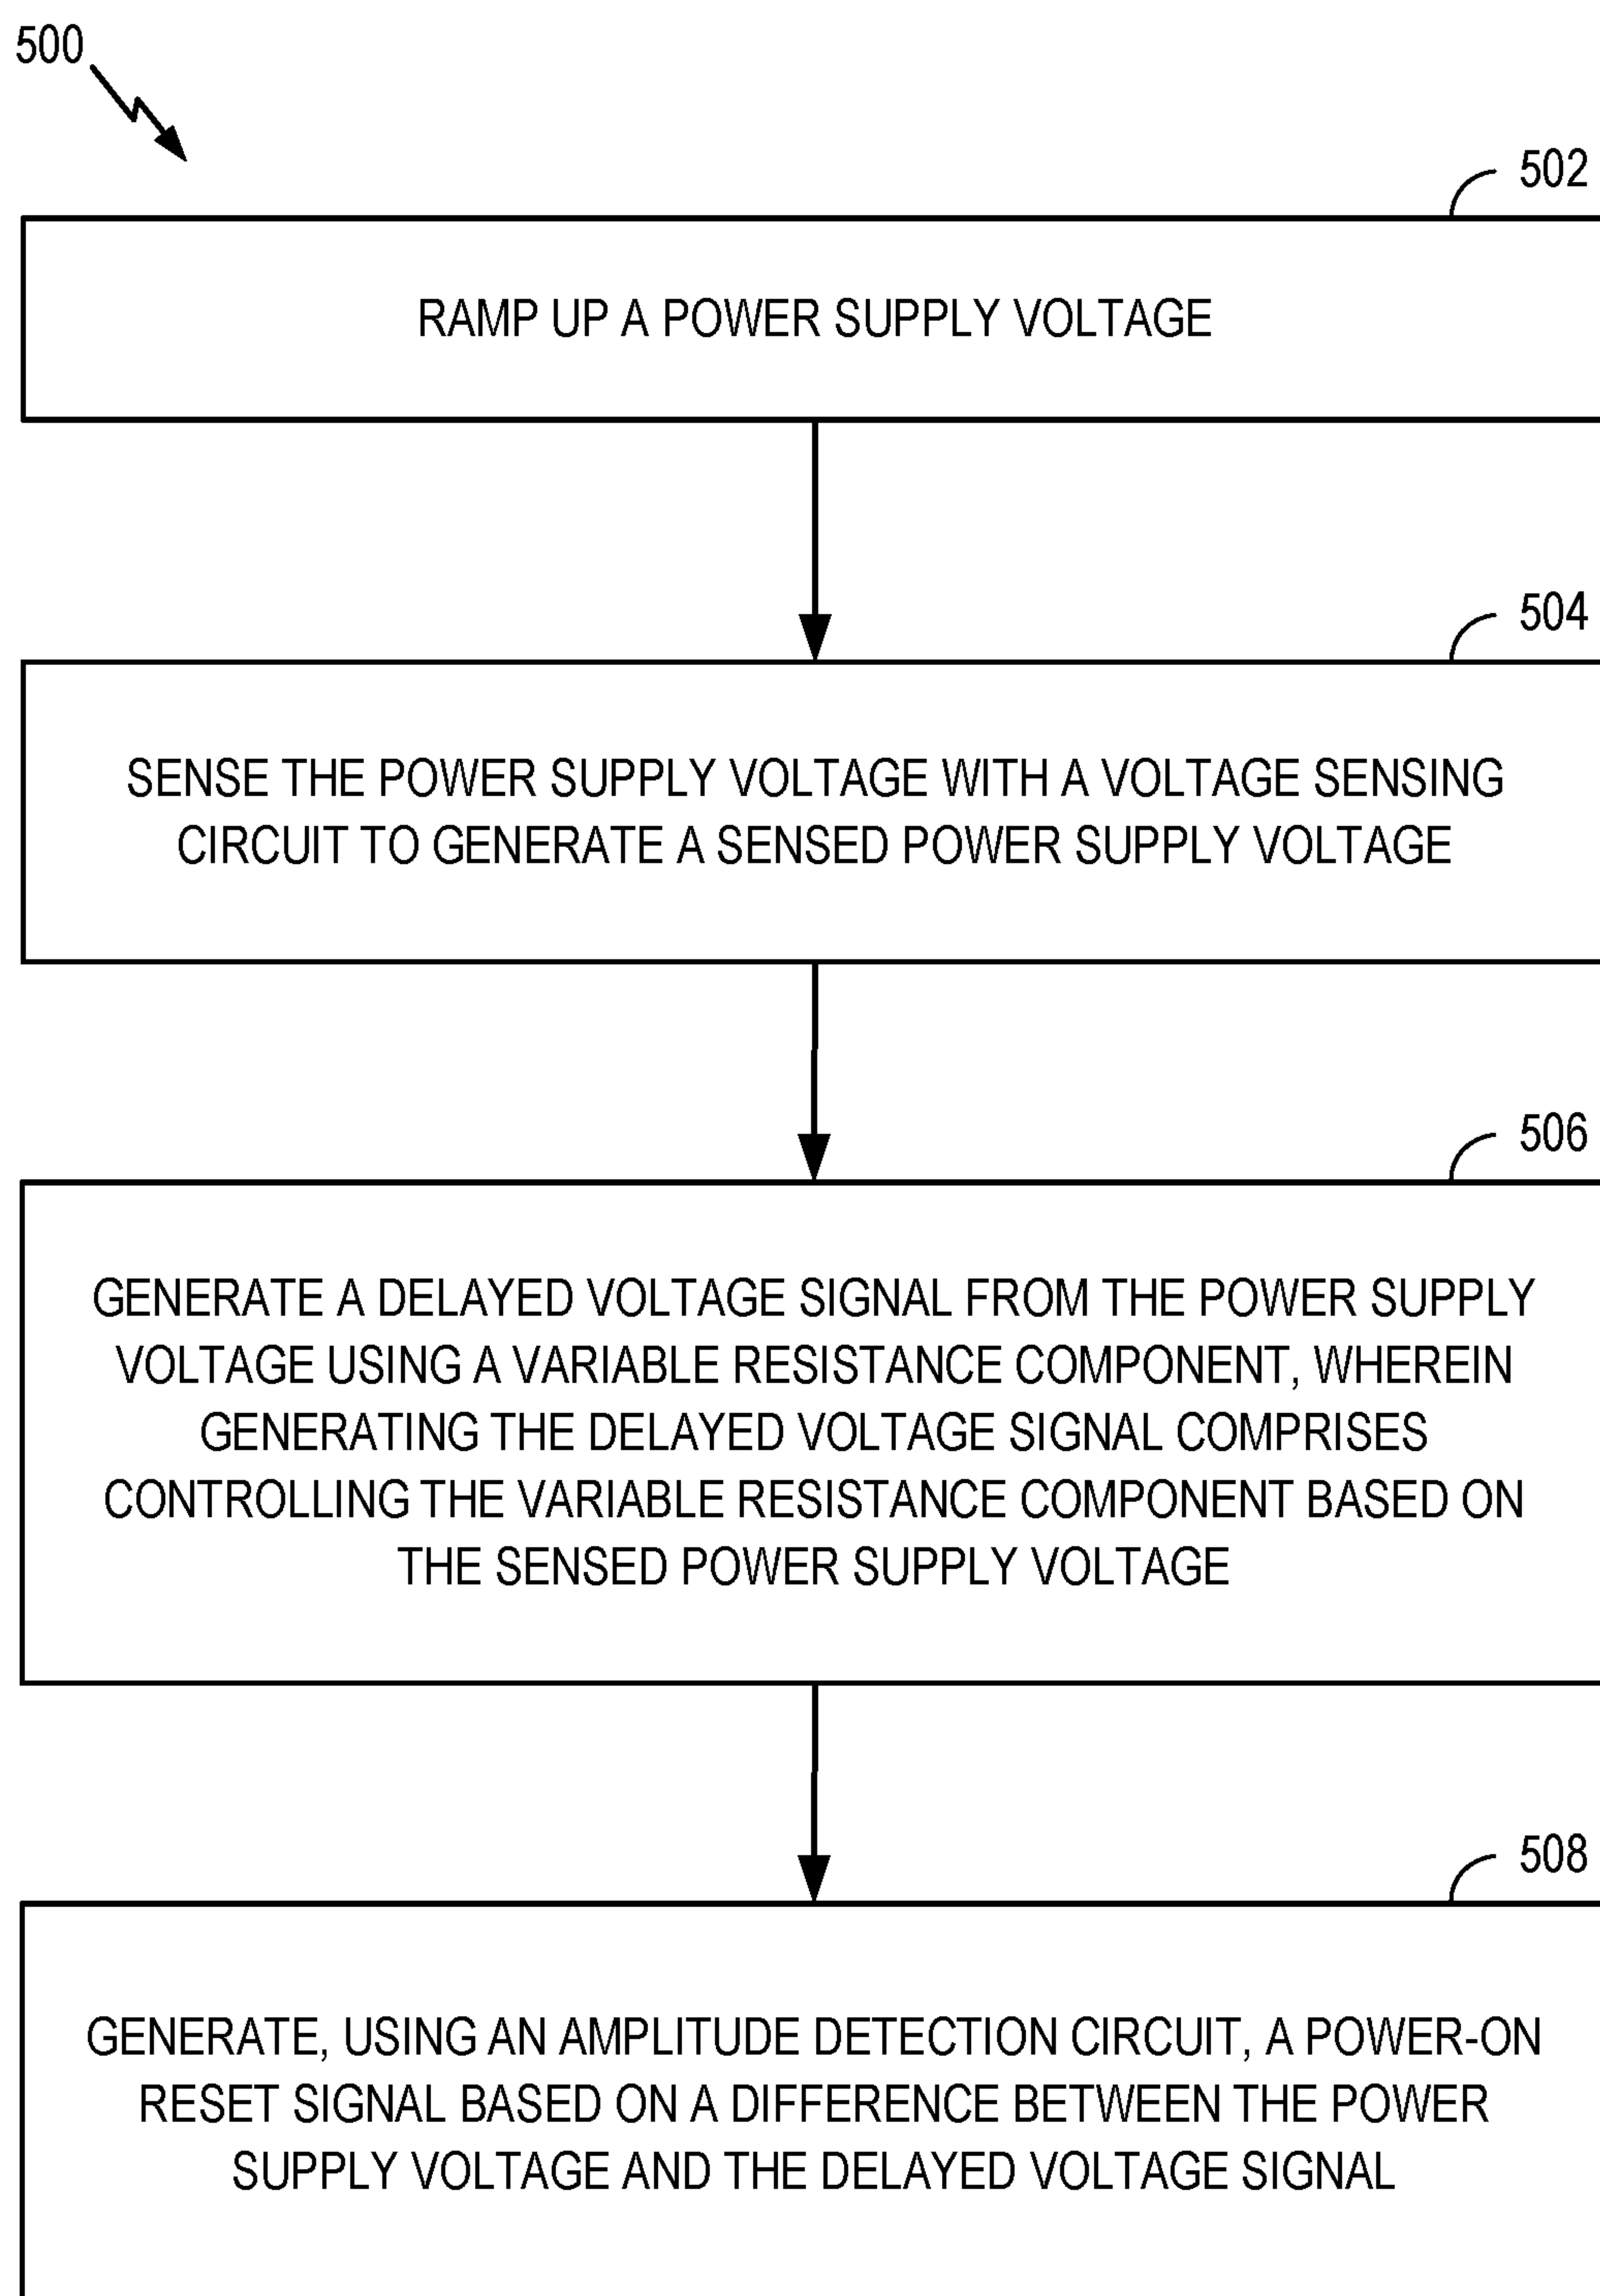 500
502
RAMP UP A POWER SUPPLY VOLTAGE
504
SENSE THE POWER SUPPLY VOLTAGE WITH A VOLTAGE SENSING
CIRCUIT TO GENERATE A SENSED POWER SUPPLY VOLTAGE
506
GENERATE A DELAYED VOLTAGE SIGNAL FROM THE POWER SUPPLY
VOLTAGE USING A VARIABLE RESISTANCE COMPONENT, WHEREIN
GENERATING THE DELAYED VOLTAGE SIGNAL COMPRISES
CONTROLLING THE VARIABLE RESISTANCE COMPONENT BASED ON
THE SENSED POWER SUPPLY VOLTAGE
508
GENERATE, USING AN AMPLITUDE DETECTION CIRCUIT, A POWER-ON
RESET SIGNAL BASED ON A DIFFERENCE BETWEEN THE POWER
SUPPLY VOLTAGE AND THE DELAYED VOLTAGE SIGNAL